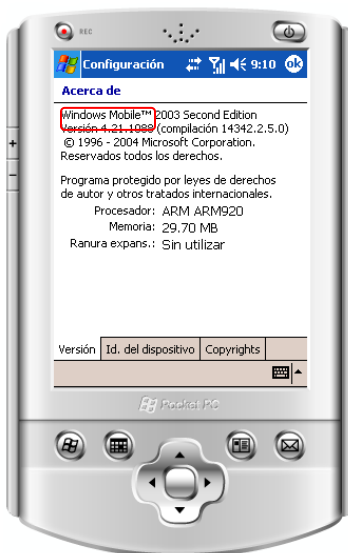 REC
Configuración 9:10 ok
Acerca de
Windows Mobile™ 2003 Second Edition
Versión 4.21.1088 (compilación 14342.2.5.0)
© 1996 - 2004 Microsoft Corporation.
Reservados todos los derechos.
Programa protegido por leyes de derechos
de autor y otros tratados internacionales.
Procesador: ARM ARM920
Memoria: 29.70 MB
Ranura expans.: Sin utilizar
Versión Id. del dispositivo Copyrights
Pocket PC